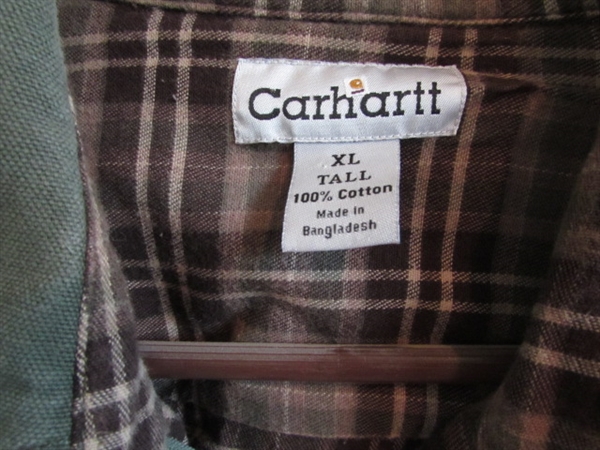 Carhartt
XL
TALL
100% Cotton
Made in
Bangladesh